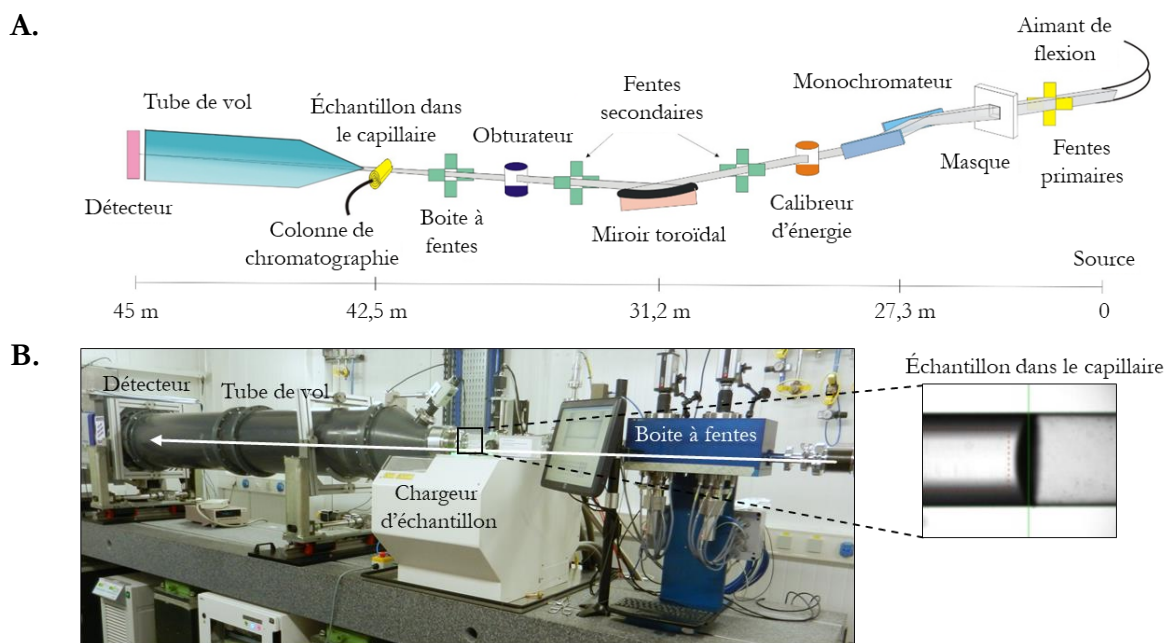 A.
Aimant de
flexion
Monochromateur
Fentes
secondaires
Tube de vol
Échantillon dans
le capillaire
Obturateur
Masque
Fentes
primaires
Détecteur
Colonne de
chromatographie
Boite à
fentes
Miroir toroïdal
Calibreur
d'énergie
Source
45 m
42,5 m
31,2 m
27,3 m
0
B.
Échantillon dans le capillaire
Détecteur
Tube de vol
Boite à fentes
Chargeur
d'échantillon